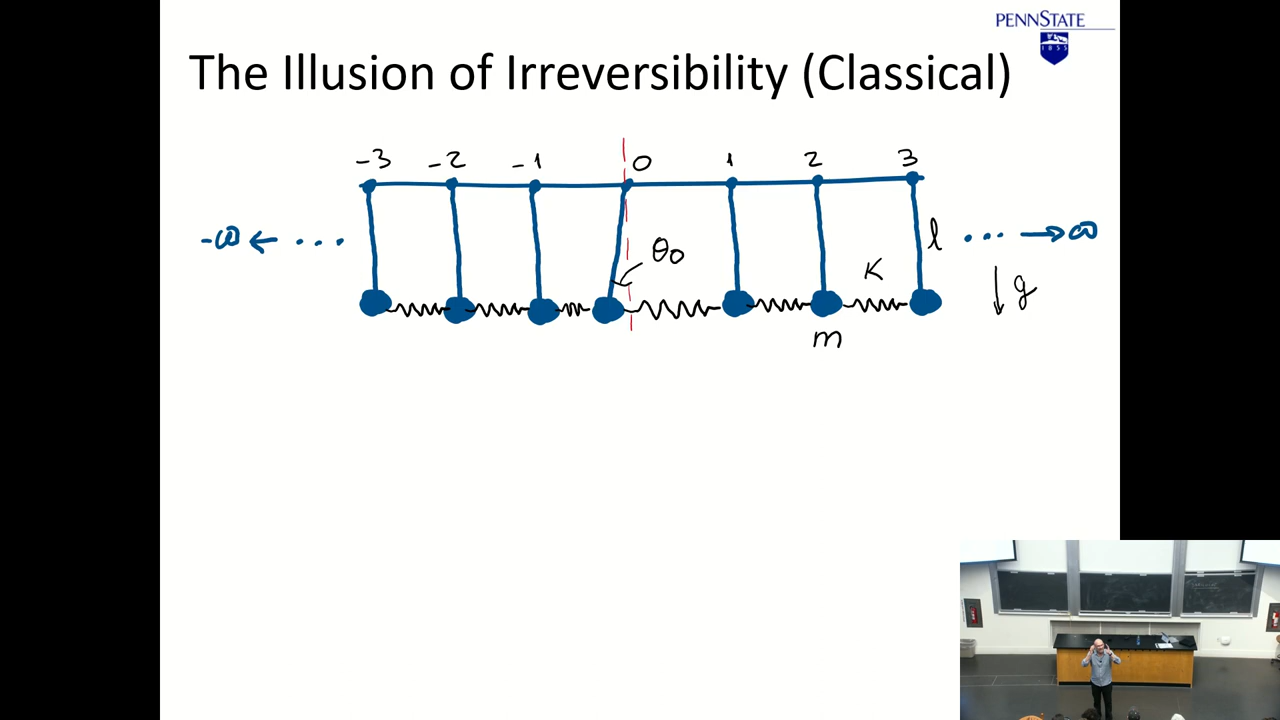 PENNSTATE
1855
The Illusion of Irreversibility (Classical)
-3 -2 -1 0 1 2 3
-∞ ← ... θ0 l ... → ∞
K g
m